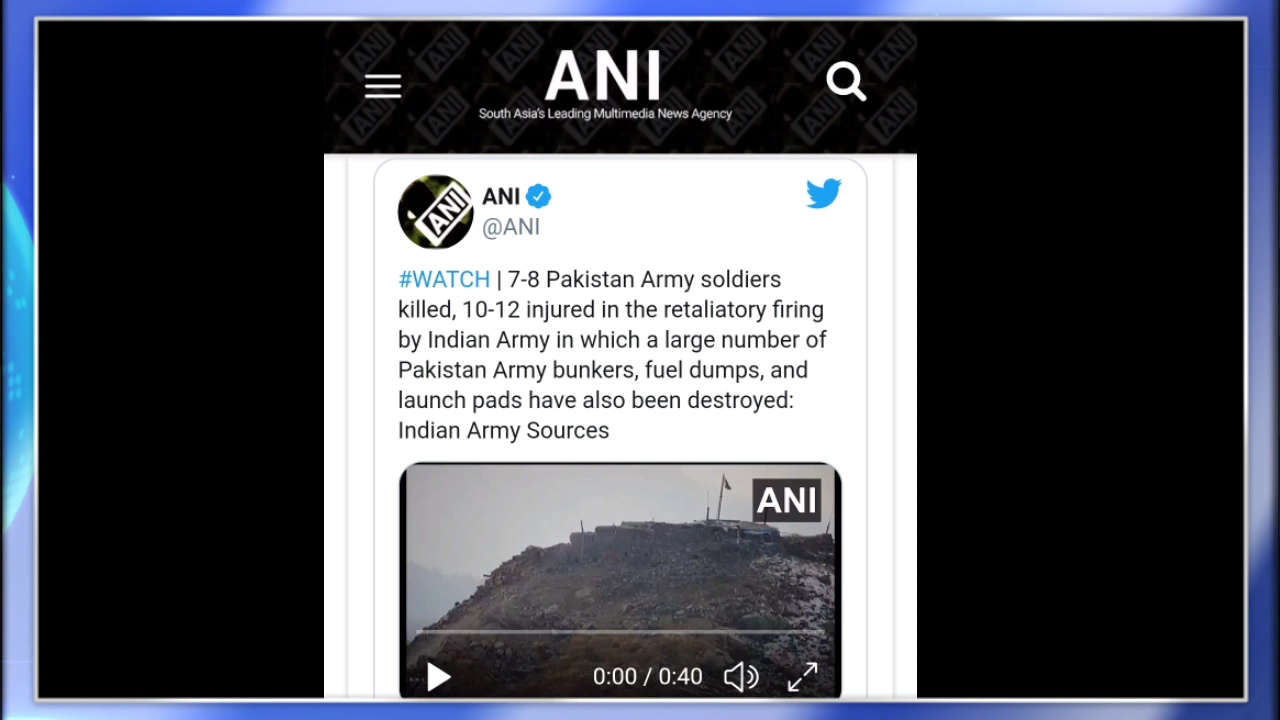 ANI
South Asia's Leading Multimedia News Agency
ANI
ANI
@ANI
#WATCH | 7-8 Pakistan Army soldiers
killed, 10-12 injured in the retaliatory firing
by Indian Army in which a large number of
Pakistan Army bunkers, fuel dumps, and
launch pads have also been destroyed:
Indian Army Sources
ANI
0:00 / 0:40